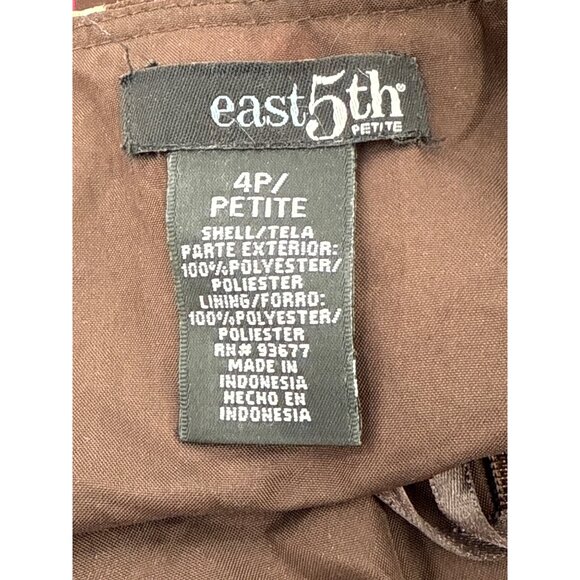 east5th®
PETITE
4P/
PETITE
SHELL/TELA
PARTE EXTERIOR:
100%POLYESTER/
POLIESTER
LINING/FORRO:
100%POLYESTER/
POLIESTER
RN# 93677
MADE IN
INDONESIA
HECHO EN
INDONESIA